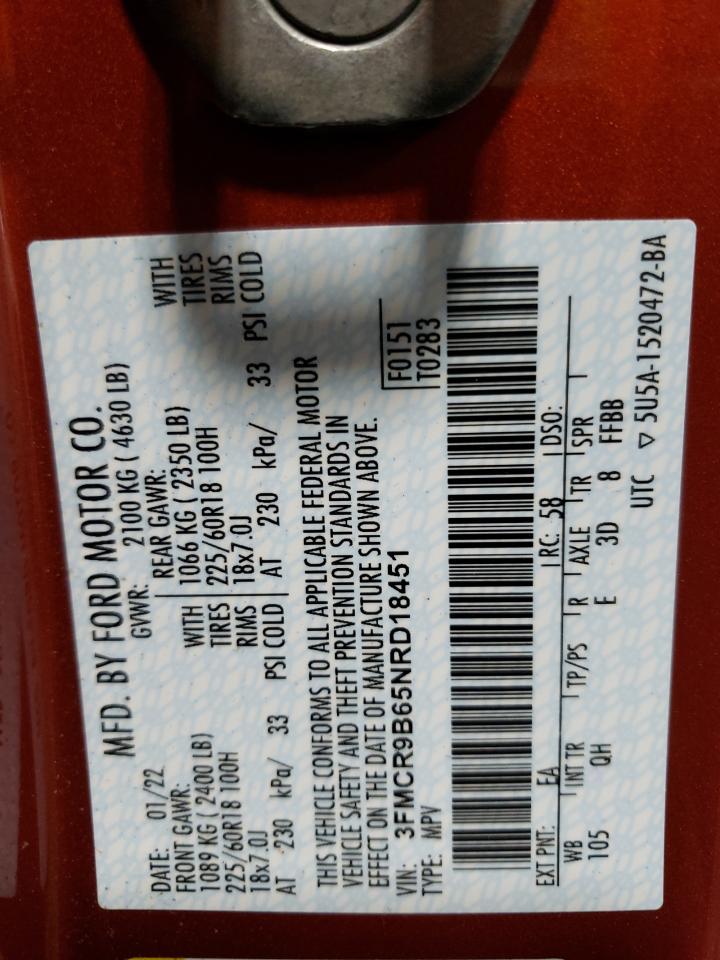 MFD. BY FORD MOTOR CO.
DATE: 01/22 GVWR: 2100 KG ( 4630 LB)
FRONT GAWR: REAR GAWR:
1089 KG ( 2400 LB) WITH 1066 KG ( 2350 LB) WITH
225/60R18 100H TIRES 225/60R18 100H TIRES
18x7.0J RIMS 18x7.0J RIMS
AT 230 kPa/ 33 PSI COLD AT 230 kPa/ 33 PSI COLD
THIS VEHICLE CONFORMS TO ALL APPLICABLE FEDERAL MOTOR
VEHICLE SAFETY AND THEFT PREVENTION STANDARDS IN
EFFECT ON THE DATE OF MANUFACTURE SHOWN ABOVE.
VIN: 3FMCR9B65NRD18451 F0151
TYPE: MPV T0283
EXT PNT: EA RC: 58 DSO:
WB INT TR TP/PS R AXLE TR SPR
105 QH E 3D 8 FFBB
UTC ▽ 5U5A-1520472-BA